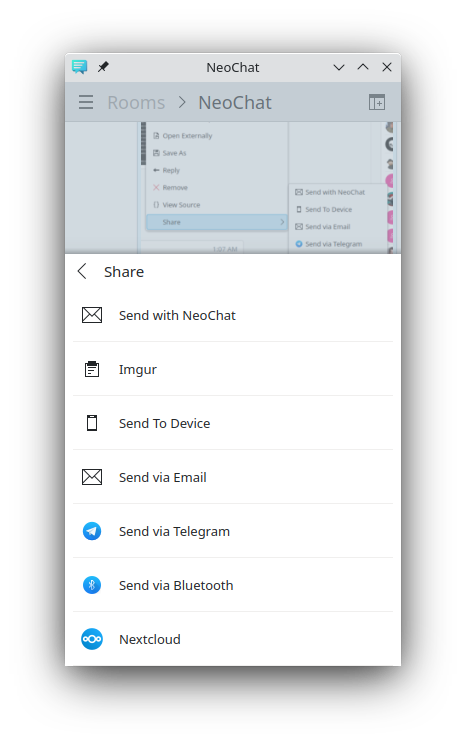 NeoChat
Rooms > NeoChat
Open Externally
Save As
Reply
Remove
View Source
Share
Send with NeoChat
Send To Device
Send via Email
Send via Telegram
1:07 AM
Share
Send with NeoChat
Imgur
Send To Device
Send via Email
Send via Telegram
Send via Bluetooth
Nextcloud